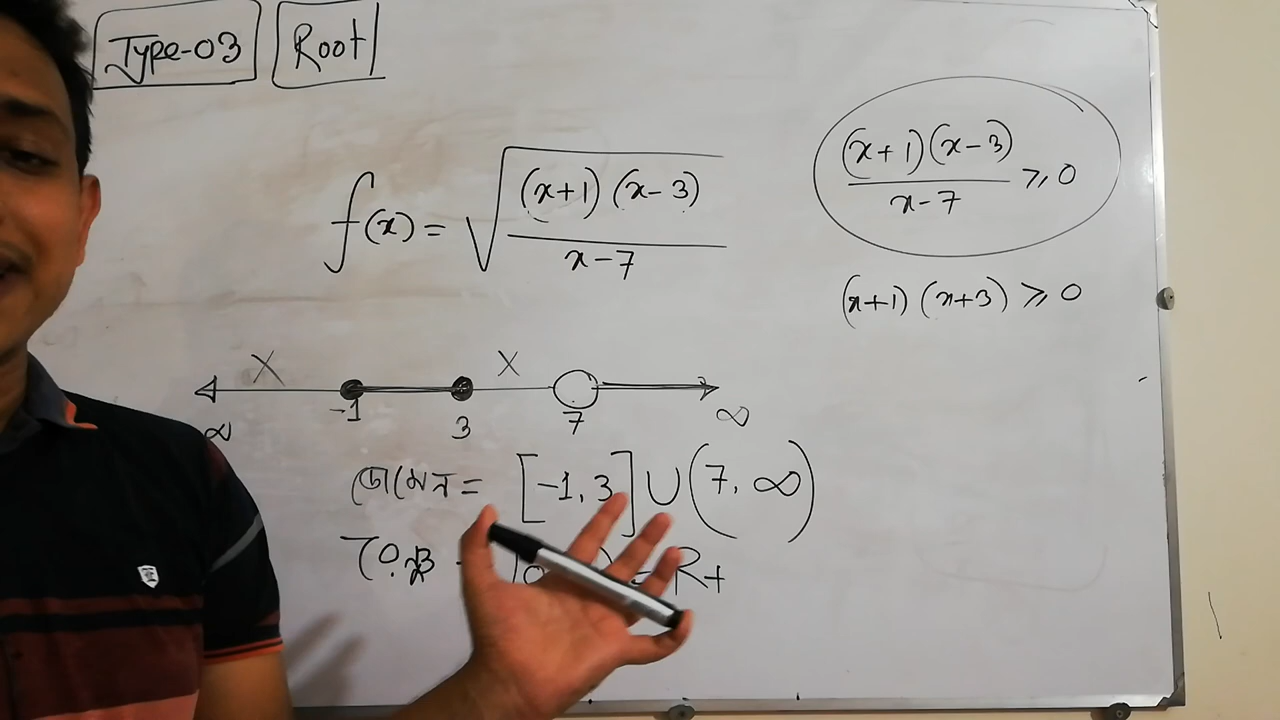 Type-03 Root
f(x) = √((x+1)(x-3)/(x-7))
(x+1)(x-3)/(x-7) ≥ 0
(x+1)(x+3) ≥ 0
X X
-1 3 7
∞ ∞
ডোমেন = [-1, 3] ∪ (7, ∞)
R+